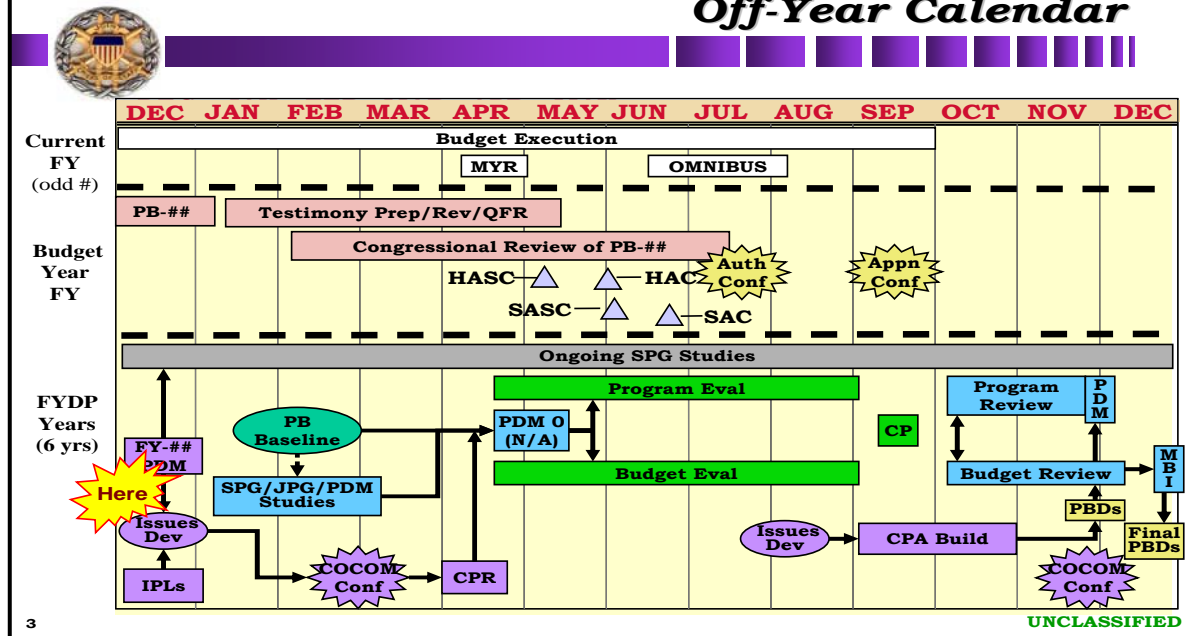 Off-Year Calendar
DEC JAN FEB MAR APR MAY JUN JUL AUG SEP OCT NOV DEC
Current
FY
(odd #)
Budget Execution
MYR
OMNIBUS
PB-##
Testimony Prep/Rev/QFR
Budget
Year
FY
Congressional Review of PB-##
HASC
HAC
Auth
Conf
Appn
Conf
SASC
SAC
Ongoing SPG Studies
FYDP
Years
(6 yrs)
Program Eval
Program
Review
P
D
M
PB
Baseline
PDM 0
(N/A)
CP
FY-##
PDM
Here
SPG/JPG/PDM
Studies
Budget Eval
Budget Review
M
B
I
PBDs
Issues
Dev
Issues
Dev
CPA Build
Final
PBDs
IPLs
COCOM
Conf
CPR
COCOM
Conf
3
UNCLASSIFIED